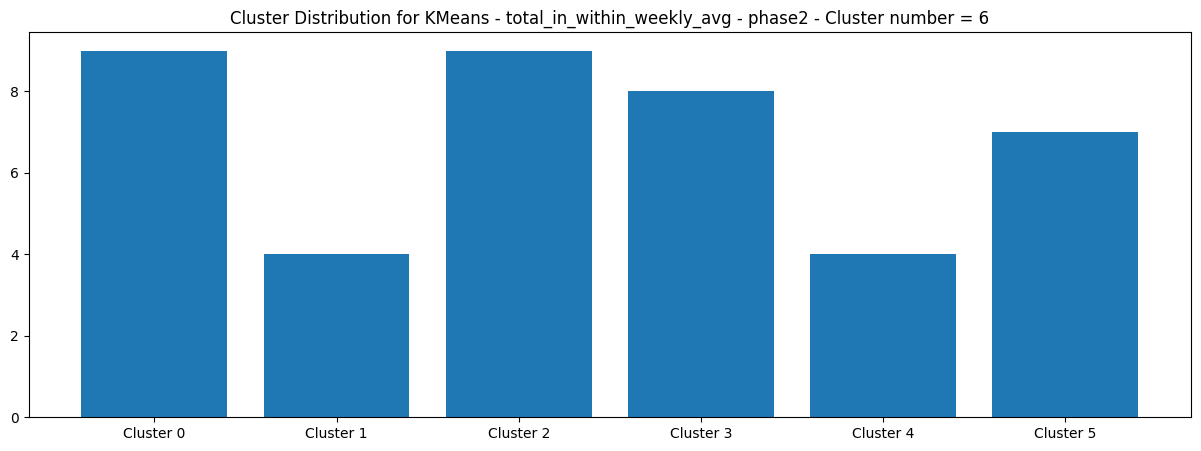 Cluster Distribution for KMeans - total_in_within_weekly_avg - phase2 - Cluster number = 6
8
6
4
2
0
Cluster 0 Cluster 1 Cluster 2 Cluster 3 Cluster 4 Cluster 5